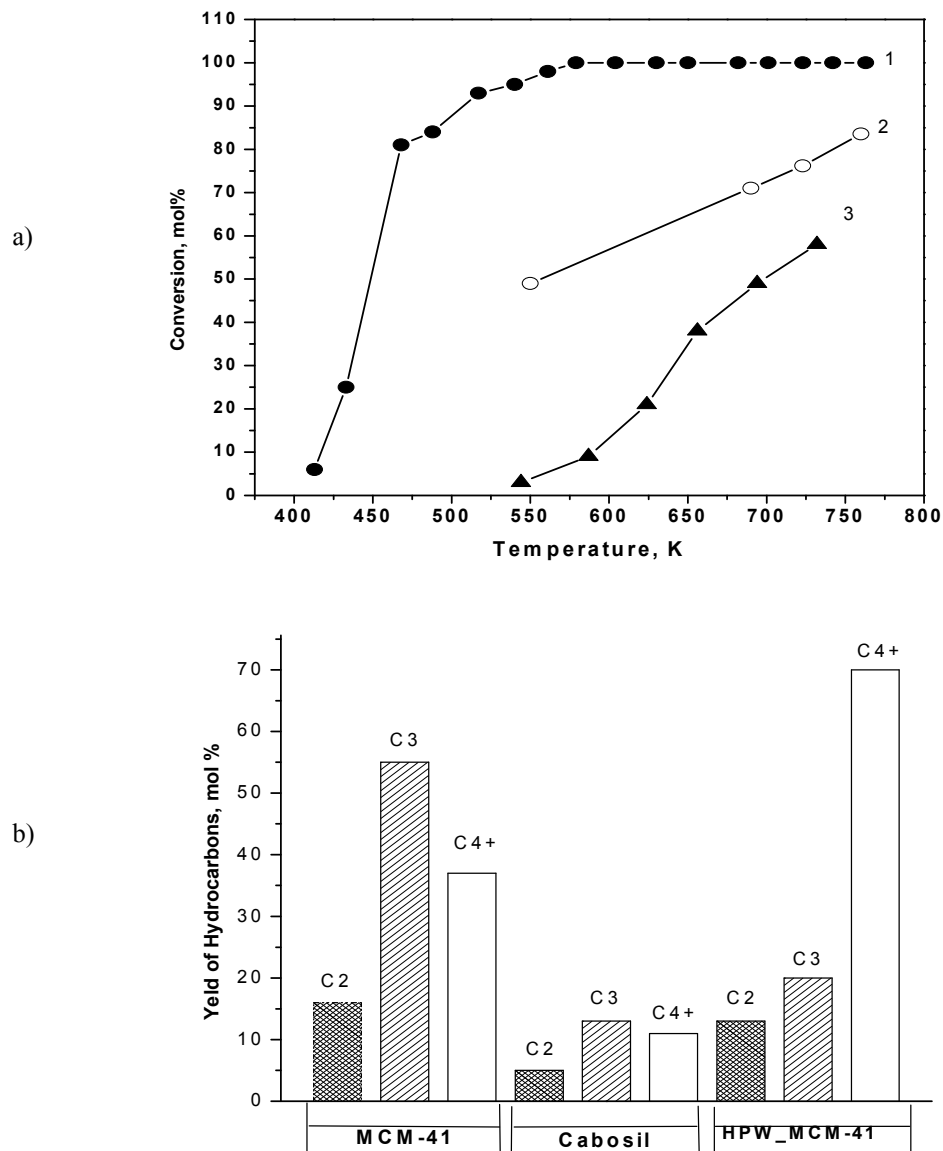 a)
Conversion, mol%
110
100
90
80
70
60
50
40
30
20
10
0
1
2
3
400 450 500 550 600 650 700 750 800
Temperature, K
b)
Yeld of Hydrocarbons, mol %
70
60
50
40
30
20
10
0
C2 C3 C4+
C2 C3 C4+
C2 C3 C4+
MCM-41 Cabosil HPW_MCM-41